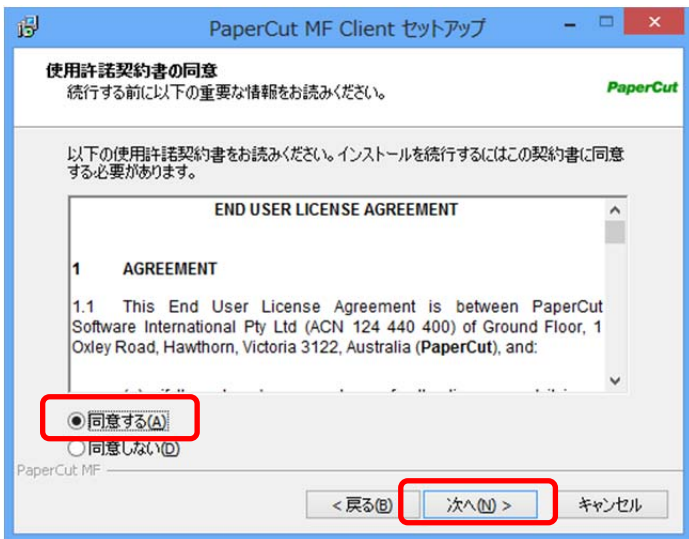 PaperCut MF Client セットアップ
使用許諾契約書の同意
続行する前に以下の重要な情報をお読みください。
PaperCut
以下の使用許諾契約書をお読みください。インストールを続行するにはこの契約書に同意
する必要があります。
END USER LICENSE AGREEMENT
1 AGREEMENT
1.1 This End User License Agreement is between PaperCut
Software International Pty Ltd (ACN 124 440 400) of Ground Floor, 1
Oxley Road, Hawthorn, Victoria 3122, Australia (PaperCut), and:
同意する(A)
同意しない(D)
PaperCut MF
< 戻る(B)
次へ(N) >
キャンセル